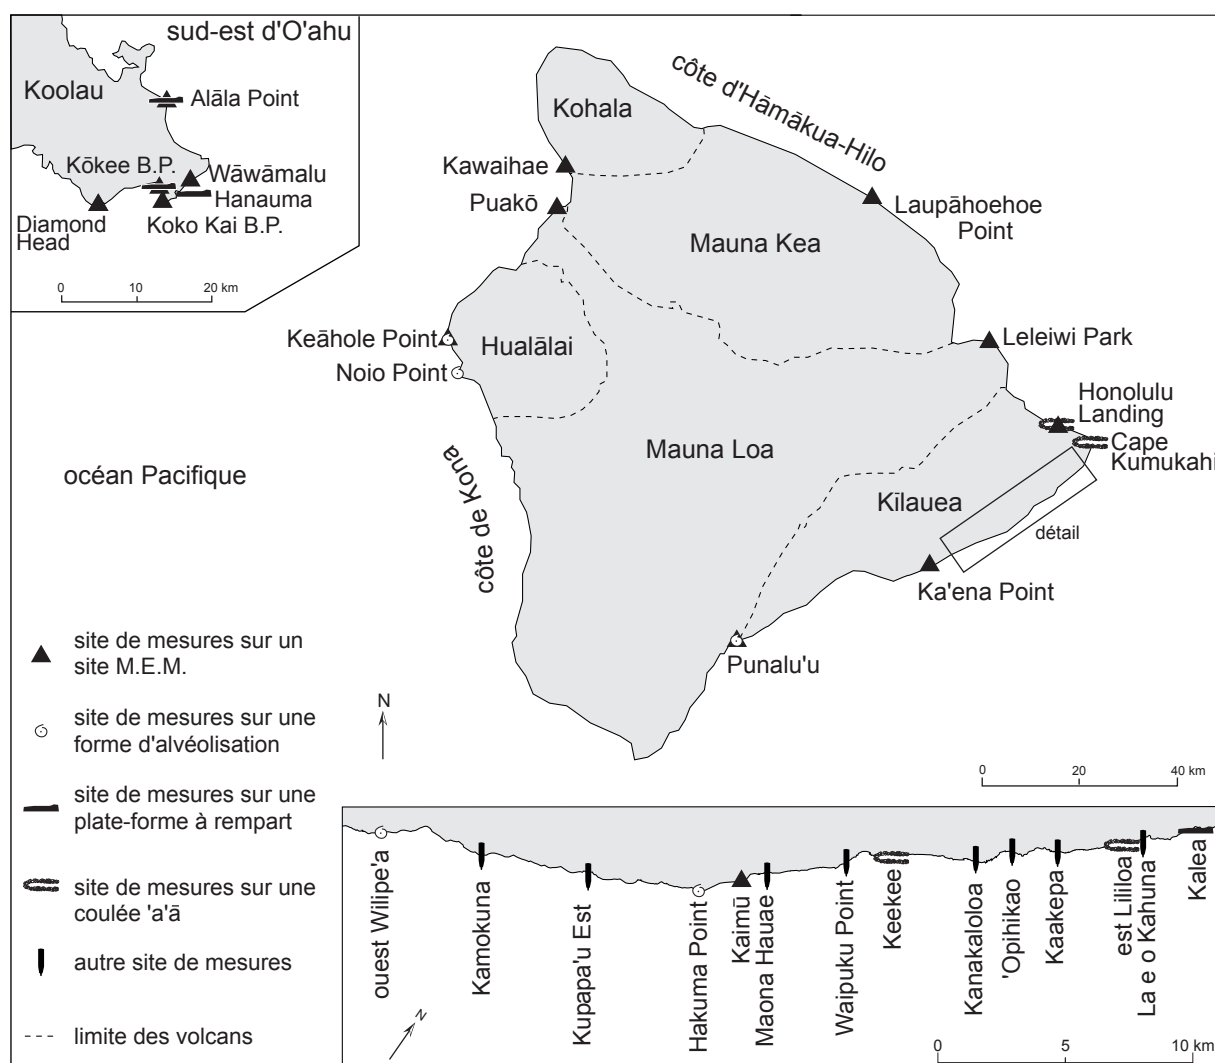 sud-est d'O'ahu
Koolau
Alāla Point
Kōkee B.P.
Wāwāmalu
Hanauma
Diamond
Head
Koko Kai B.P.
0
10
20 km
côte d'Hāmākua-Hilo
Kohala
Kawaihae
Puakō
Laupāhoehoe
Point
Mauna Kea
Keāhole Point
Hualālai
Leleiwi Park
Noio Point
Honolulu
Landing
Cape
Kumukahi
Mauna Loa
océan Pacifique
côte de Kona
Kīlauea
détail
Ka'ena Point
Punalu'u
N
0
20
40 km
site de mesures sur un
site M.E.M.
site de mesures sur une
forme d'alvéolisation
site de mesures sur une
plate-forme à rempart
site de mesures sur une
coulée 'a'ā
autre site de mesures
limite des volcans
ouest Wilipe'a
Kamokuna
Kupapa'u Est
Hakuma Point
Kaimū
Maona Hauae
Waipuku Point
Keekee
Kanakaloloa
'Opihikao
Kaakepa
est Lililoa
La e o Kahuna
Kalea
N
0
5
10 km